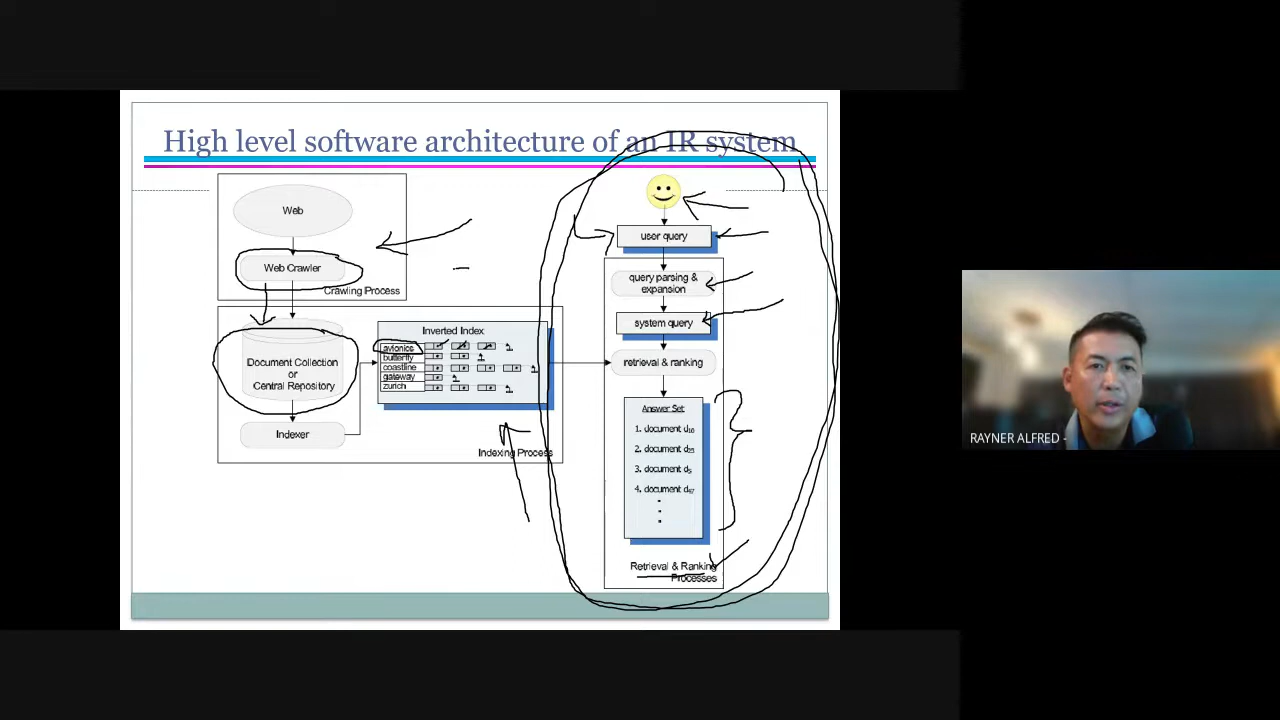 High level software architecture of an IR system
Web
Web Crawler
Crawling Process
Document Collection
or
Central Repository
Indexer
Inverted Index
avionics
butterfly
coastline
gateway
zurich
Indexing Process
user query
query parsing &
expansion
system query
retrieval & ranking
Answer Set
1. document d
2. document d
3. document d
4. document d
Retrieval & Ranking
Processes
RAYNER ALFRED -